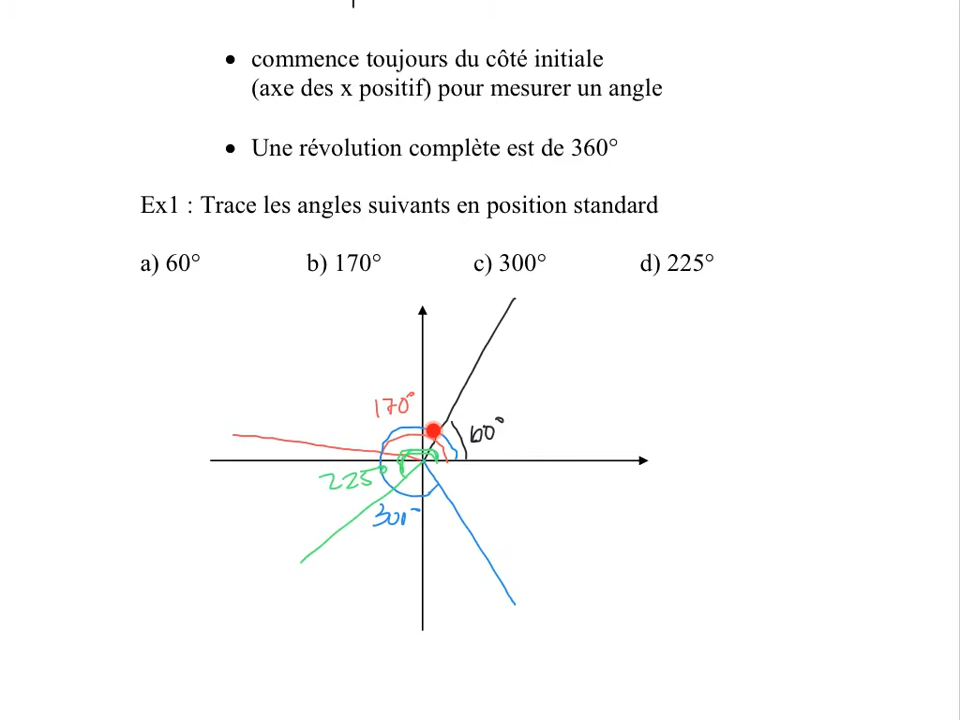 • commence toujours du côté initiale
(axe des x positif) pour mesurer un angle
• Une révolution complète est de 360°
Ex1 : Trace les angles suivants en position standard
a) 60° b) 170° c) 300° d) 225°
170°
60°
225°
300°